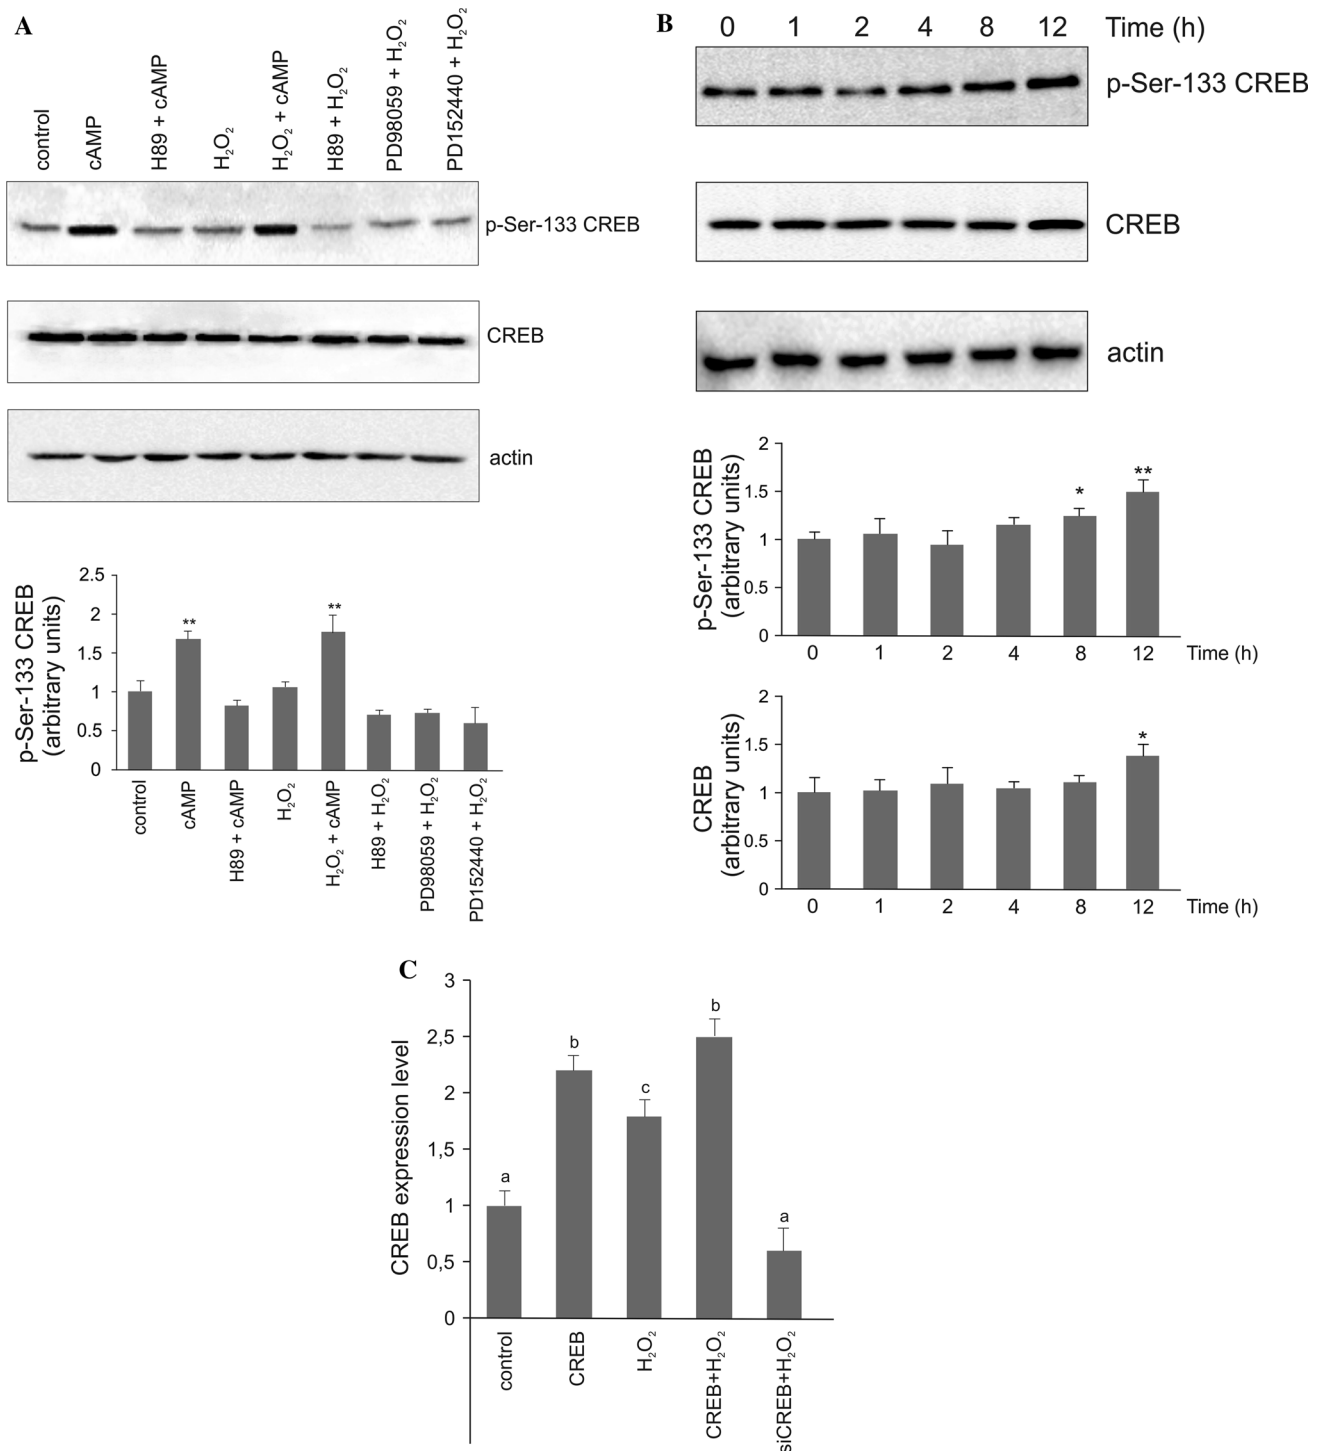 A
control
cAMP
H89 + cAMP
H₂O₂
H₂O₂ + cAMP
H89 + H₂O₂
PD98059 + H₂O₂
PD152440 + H₂O₂
p-Ser-133 CREB
CREB
actin
p-Ser-133 CREB
(arbitrary units)
2.5
2
1.5
1
0.5
0
**
**
control
cAMP
H89 + cAMP
H₂O₂
H₂O₂ + cAMP
H89 + H₂O₂
PD98059 + H₂O₂
PD152440 + H₂O₂
B
0 1 2 4 8 12 Time (h)
p-Ser-133 CREB
CREB
actin
p-Ser-133 CREB
(arbitrary units)
2
1.5
1
0.5
0
*
**
0 1 2 4 8 12 Time (h)
CREB
(arbitrary units)
2
1.5
1
0.5
0
*
0 1 2 4 8 12 Time (h)
C
CREB expression level
3
2,5
2
1,5
1
0,5
0
a
b
c
b
a
control
CREB
H₂O₂
CREB+H₂O₂
siCREB+H₂O₂